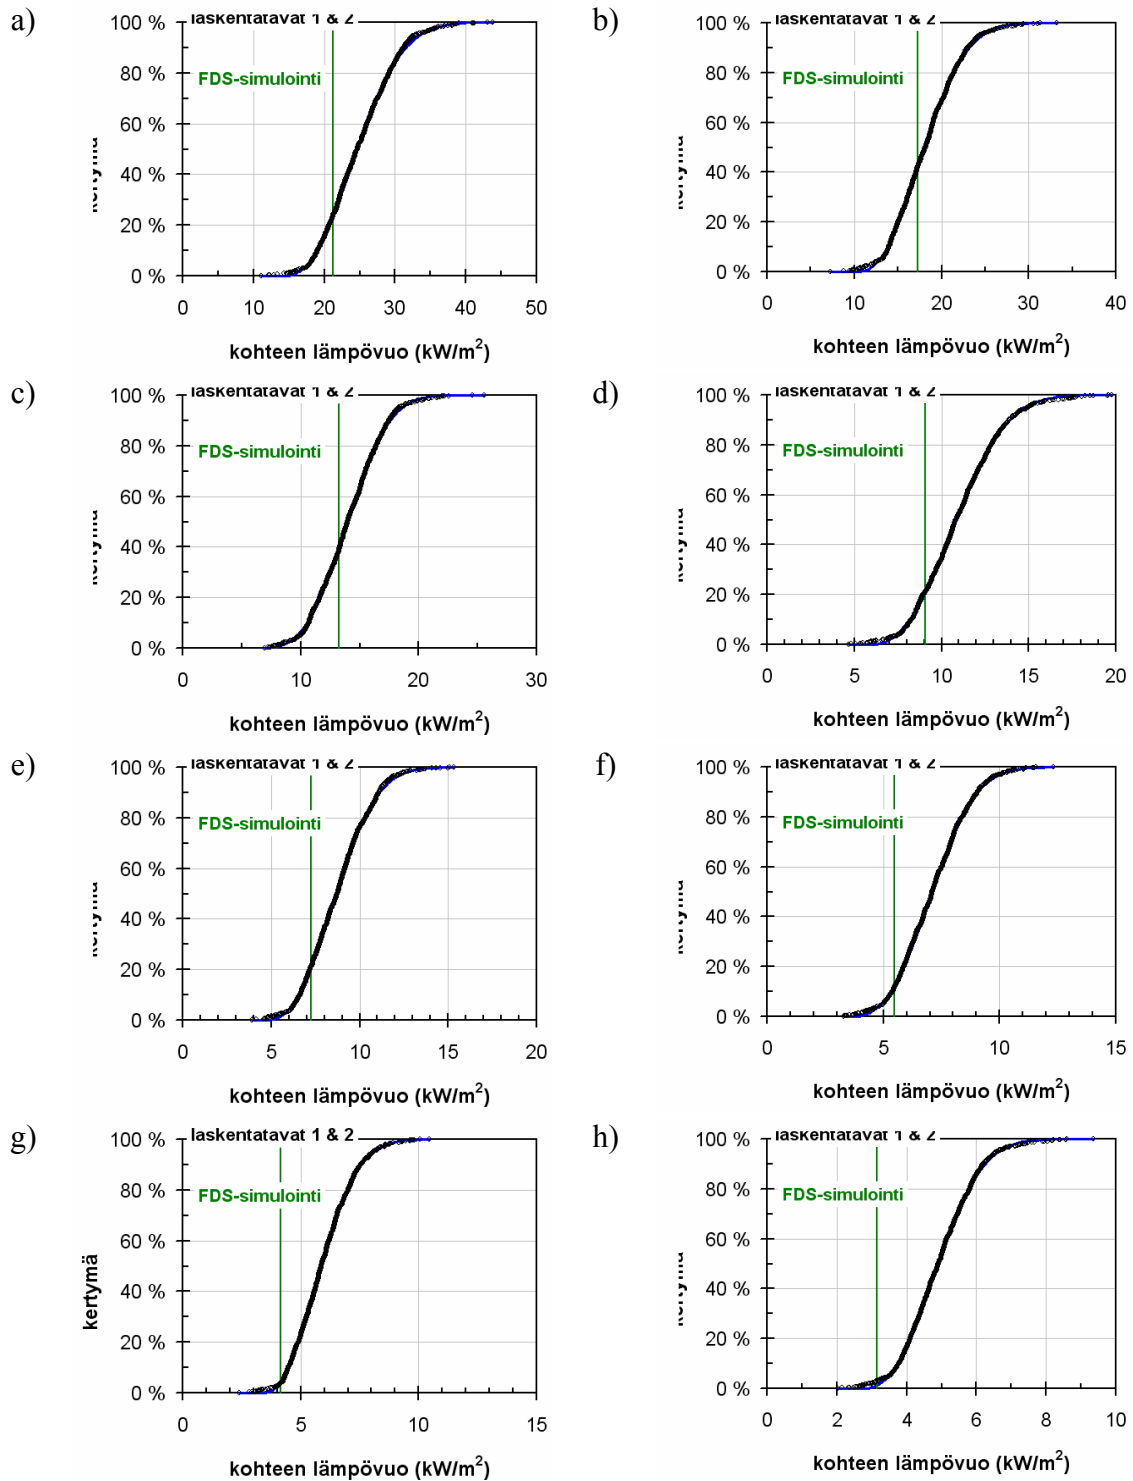 a)
laskentatavat 1 & 2
FDS-simulointi
100 %
80 %
60 %
40 %
20 %
0 %
kertymä
0 10 20 30 40 50
kohteen lämpövuo (kW/m²)
b)
laskentatavat 1 & 2
FDS-simulointi
100 %
80 %
60 %
40 %
20 %
0 %
kertymä
0 10 20 30 40
kohteen lämpövuo (kW/m²)
c)
laskentatavat 1 & 2
FDS-simulointi
100 %
80 %
60 %
40 %
20 %
0 %
kertymä
0 10 20 30
kohteen lämpövuo (kW/m²)
d)
laskentatavat 1 & 2
FDS-simulointi
100 %
80 %
60 %
40 %
20 %
0 %
kertymä
0 5 10 15 20
kohteen lämpövuo (kW/m²)
e)
laskentatavat 1 & 2
FDS-simulointi
100 %
80 %
60 %
40 %
20 %
0 %
kertymä
0 5 10 15 20
kohteen lämpövuo (kW/m²)
f)
laskentatavat 1 & 2
FDS-simulointi
100 %
80 %
60 %
40 %
20 %
0 %
kertymä
0 5 10 15
kohteen lämpövuo (kW/m²)
g)
laskentatavat 1 & 2
FDS-simulointi
100 %
80 %
60 %
40 %
20 %
0 %
kertymä
0 5 10 15
kohteen lämpövuo (kW/m²)
h)
laskentatavat 1 & 2
FDS-simulointi
100 %
80 %
60 %
40 %
20 %
0 %
kertymä
0 2 4 6 8 10
kohteen lämpövuo (kW/m²)